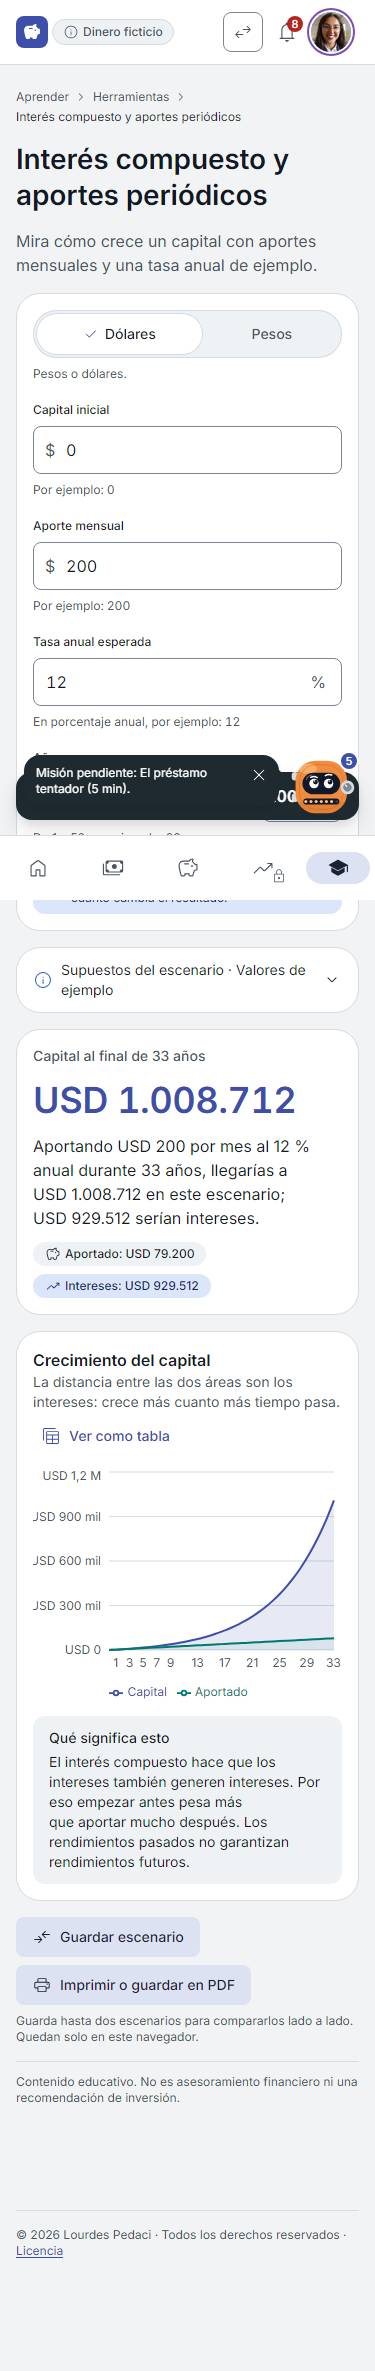 Dinero ficticio
8
Aprender > Herramientas >
Interés compuesto y aportes periódicos
Interés compuesto y
aportes periódicos
Mira cómo crece un capital con aportes
mensuales y una tasa anual de ejemplo.
Dólares
Pesos
Pesos o dólares.
Capital inicial
$ 0
Por ejemplo: 0
Aporte mensual
$ 200
Por ejemplo: 200
Tasa anual esperada
12 %
En porcentaje anual, por ejemplo: 12
5
Misión pendiente: El préstamo
tentador (5 min).
Supuestos del escenario · Valores de
ejemplo
Capital al final de 33 años
USD 1.008.712
Aportando USD 200 por mes al 12 %
anual durante 33 años, llegarías a
USD 1.008.712 en este escenario;
USD 929.512 serían intereses.
Aportado: USD 79.200
Intereses: USD 929.512
Crecimiento del capital
La distancia entre las dos áreas son los
intereses: crece más cuanto más tiempo pasa.
Ver como tabla
USD 1,2 M
USD 900 mil
USD 600 mil
USD 300 mil
USD 0
1 3 5 7 9 13 17 21 25 29 33
Capital Aportado
Qué significa esto
El interés compuesto hace que los
intereses también generen intereses. Por
eso empezar antes pesa más
que aportar mucho después. Los
rendimientos pasados no garantizan
rendimientos futuros.
Guardar escenario
Imprimir o guardar en PDF
Guarda hasta dos escenarios para compararlos lado a lado.
Quedan solo en este navegador.
Contenido educativo. No es asesoramiento financiero ni una
recomendación de inversión.
© 2026 Lourdes Pedaci · Todos los derechos reservados ·
Licencia